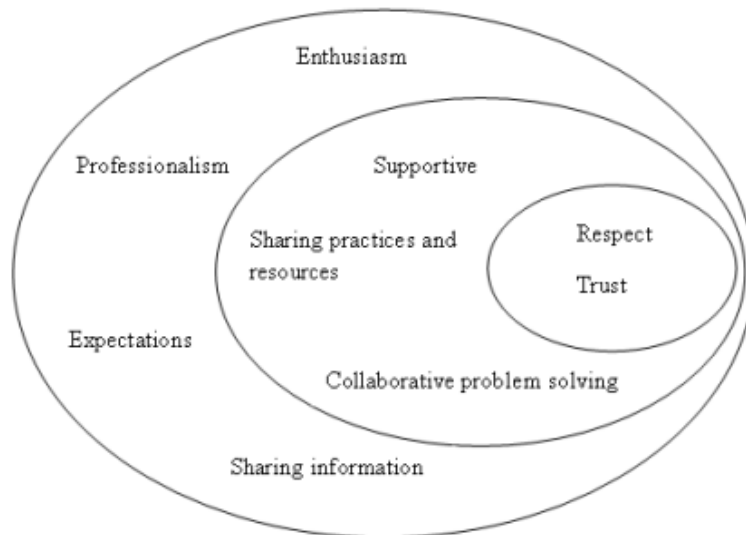 Enthusiasm
Professionalism
Supportive
Sharing practices and
resources
Respect
Trust
Expectations
Collaborative problem solving
Sharing information